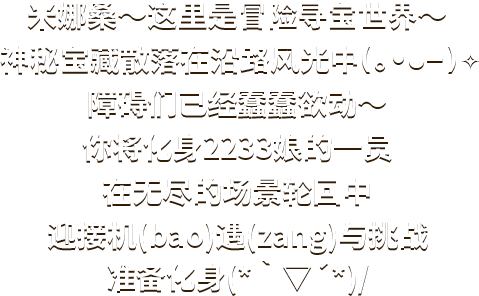 米娜桑～这里是冒险寻宝世界～
神秘宝藏散落在沿路风光中(｡･◡–)✧
障碍们已经蠢蠢欲动～
你将化身2233娘的一员
在无尽的场景轮回中
迎接机(bao)遇(zang)与挑战
准备化身(*｀▽´*)/